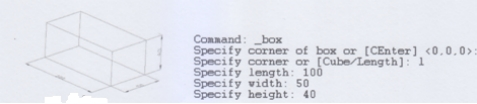 Command: _box
Specify corner of box or [CEnter] <0,0,0>:
Specify corner or [Cube/Length]: l
Specify length: 100
Specify width: 50
Specify height: 40